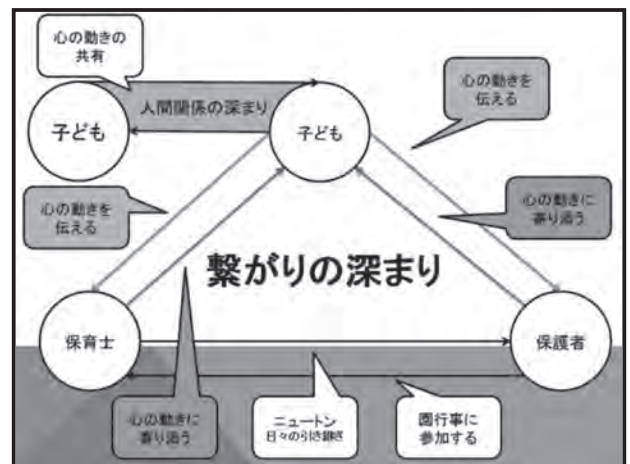 心の動きの
共有
人間関係の深まり
子ども
子ども
心の動きを
伝える
心の動きを
伝える
心の動きに
寄り添う
繋がりの深まり
保育士
保護者
心の動きに
寄り添う
ニュートン
日々の引き継ぎ
園行事に
参加する